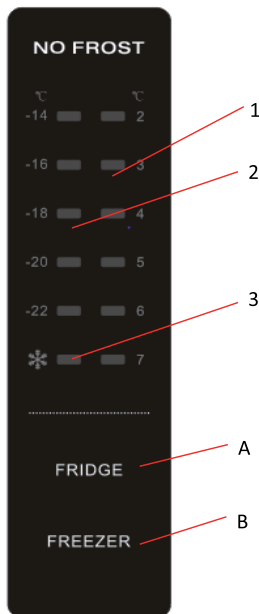 NO FROST
℃ ℃
-14 2
-16 3 1
-18 4 2
-20 5
-22 6 3
7
FRIDGE A
FREEZER B